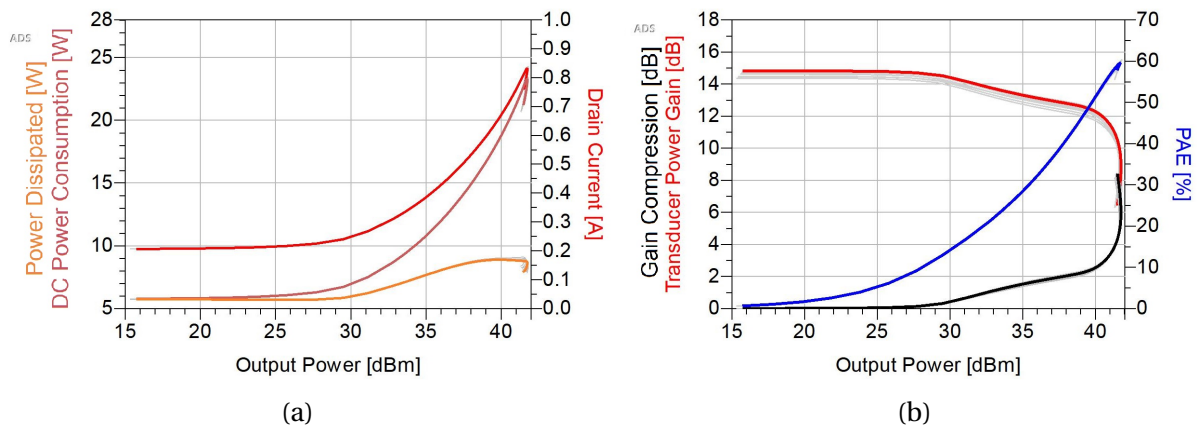 ADS
Power Dissipated [W]
DC Power Consumption [W]
28
25
20
15
10
5
1.0
0.9
0.8
0.7
0.6
0.5
0.4
0.3
0.2
0.1
0.0
Drain Current [A]
15 20 25 30 35 40
Output Power [dBm]
(a)
ADS
Gain Compression [dB]
Transducer Power Gain [dB]
18
16
14
12
10
8
6
4
2
0
70
60
50
40
30
20
10
0
PAE [%]
15 20 25 30 35 40
Output Power [dBm]
(b)